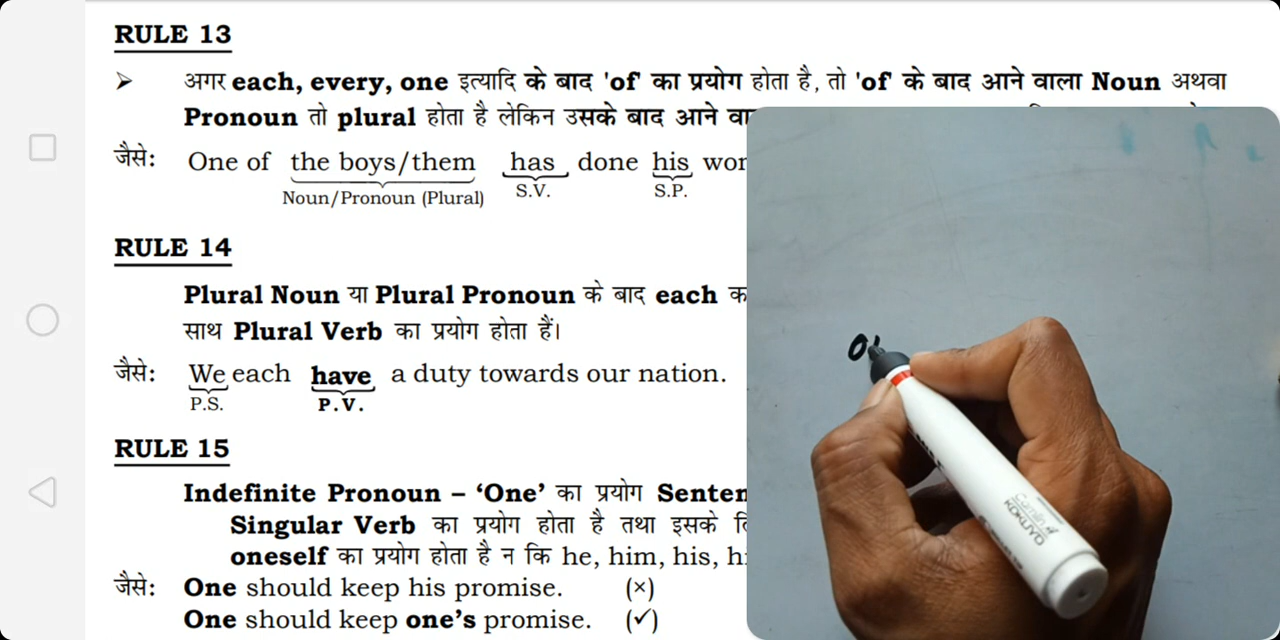 RULE 13
➢ अगर each, every, one इत्यादि के बाद 'of' का प्रयोग होता है, तो 'of' के बाद आने वाला Noun अथवा
Pronoun तो plural होता है लेकिन उसके बाद आने
जैसे: One of the boys/them has done his
Noun/Pronoun (Plural) S.V. S.P.
RULE 14
Plural Noun या Plural Pronoun के बाद each
साथ Plural Verb का प्रयोग होता हैं।
जैसे: We each have a duty towards our nation.
P.S. P.V.
RULE 15
Indefinite Pronoun – ‘One’ का प्रयोग
Singular Verb का प्रयोग होता है तथा इसके
oneself का प्रयोग होता है न कि he, him, his,
जैसे: One should keep his promise. (×)
One should keep one's promise. (✓)
Camlin
KOKUYO